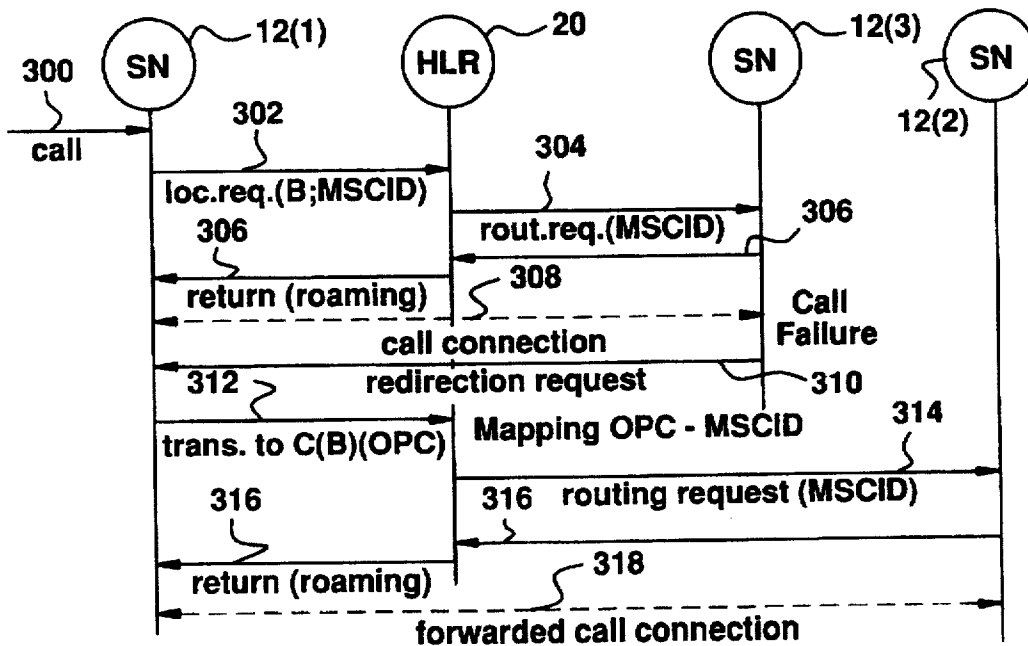 12(1)
20
12(3)
SN
HLR
SN
SN
12(2)
300
call
302
loc.req.(B;MSCID)
304
rout.req.(MSCID)
306
306
return (roaming)
308
Call
Failure
call connection
redirection request
310
312
trans. to C(B)(OPC)
Mapping OPC - MSCID
314
routing request (MSCID)
316
316
return (roaming)
318
forwarded call connection